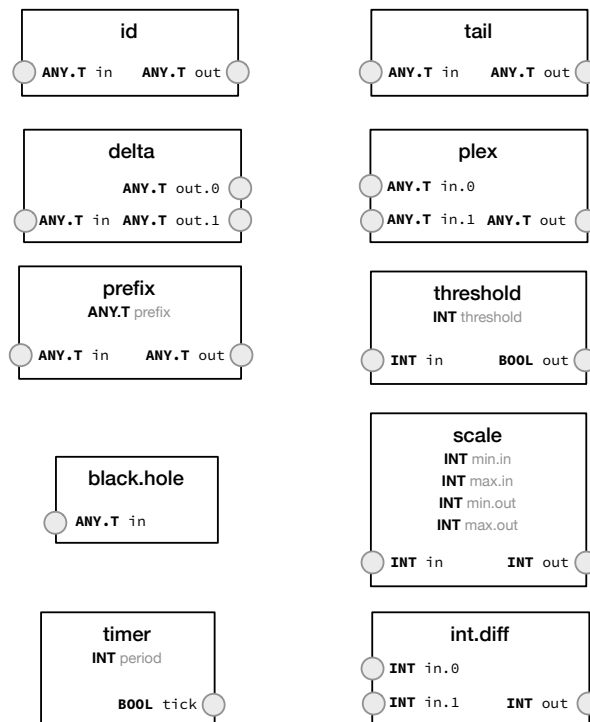 id
ANY.T in ANY.T out
tail
ANY.T in ANY.T out
delta
ANY.T out.0
ANY.T in ANY.T out.1
plex
ANY.T in.0
ANY.T in.1 ANY.T out
prefix
ANY.T prefix
ANY.T in ANY.T out
threshold
INT threshold
INT in BOOL out
black.hole
ANY.T in
scale
INT min.in
INT max.in
INT min.out
INT max.out
INT in INT out
timer
INT period
BOOL tick
int.diff
INT in.0
INT in.1 INT out